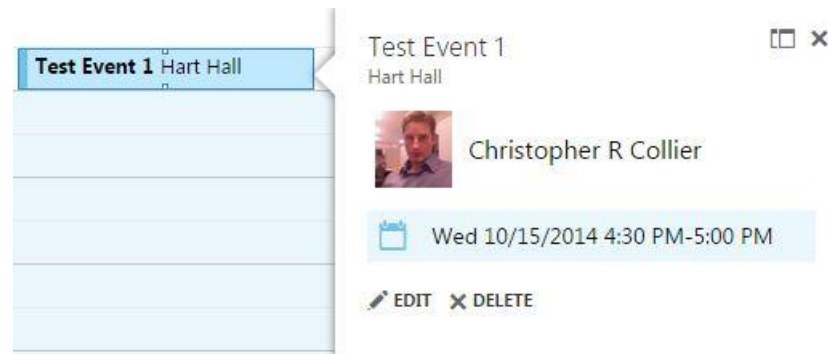 Test Event 1 Hart Hall
Test Event 1
Hart Hall
Christopher R Collier
Wed 10/15/2014 4:30 PM-5:00 PM
EDIT DELETE